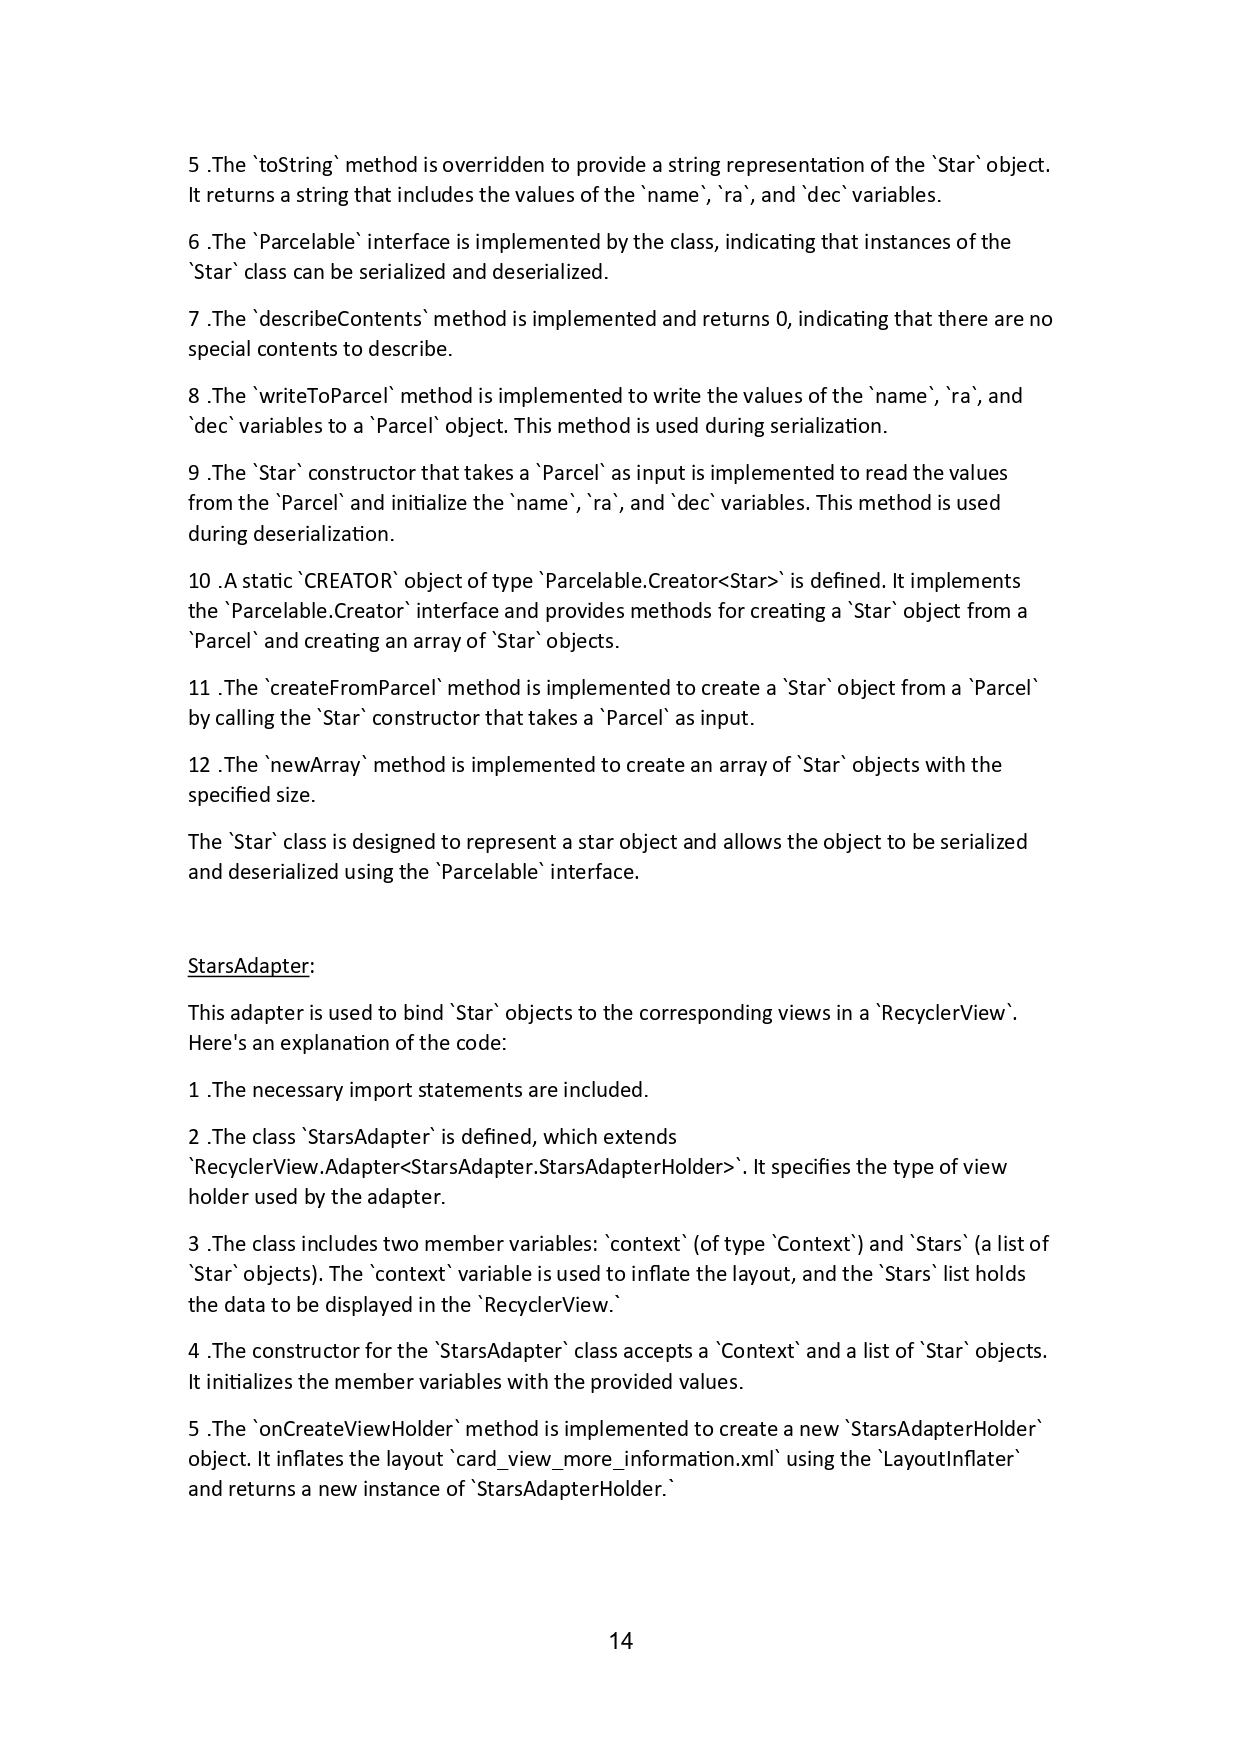 5 .The `toString` method is overridden to provide a string representation of the `Star` object.
It returns a string that includes the values of the `name`, `ra`, and `dec` variables.
6 .The `Parcelable` interface is implemented by the class, indicating that instances of the
`Star` class can be serialized and deserialized.
7 .The `describeContents` method is implemented and returns 0, indicating that there are no
special contents to describe.
8 .The `writeToParcel` method is implemented to write the values of the `name`, `ra`, and
`dec` variables to a `Parcel` object. This method is used during serialization.
9 .The `Star` constructor that takes a `Parcel` as input is implemented to read the values
from the `Parcel` and initialize the `name`, `ra`, and `dec` variables. This method is used
during deserialization.
10 .A static `CREATOR` object of type `Parcelable.Creator<Star>` is defined. It implements
the `Parcelable.Creator` interface and provides methods for creating a `Star` object from a
`Parcel` and creating an array of `Star` objects.
11 .The `createFromParcel` method is implemented to create a `Star` object from a `Parcel`
by calling the `Star` constructor that takes a `Parcel` as input.
12 .The `newArray` method is implemented to create an array of `Star` objects with the
specified size.
The `Star` class is designed to represent a star object and allows the object to be serialized
and deserialized using the `Parcelable` interface.
StarsAdapter:
This adapter is used to bind `Star` objects to the corresponding views in a `RecyclerView`.
Here's an explanation of the code:
1 .The necessary import statements are included.
2 .The class `StarsAdapter` is defined, which extends
`RecyclerView.Adapter<StarsAdapter.StarsAdapterHolder>`. It specifies the type of view
holder used by the adapter.
3 .The class includes two member variables: `context` (of type `Context`) and `Stars` (a list of
`Star` objects). The `context` variable is used to inflate the layout, and the `Stars` list holds
the data to be displayed in the `RecyclerView.`
4 .The constructor for the `StarsAdapter` class accepts a `Context` and a list of `Star` objects.
It initializes the member variables with the provided values.
5 .The `onCreateViewHolder` method is implemented to create a new `StarsAdapterHolder`
object. It inflates the layout `card_view_more_information.xml` using the `LayoutInflater`
and returns a new instance of `StarsAdapterHolder.`
14